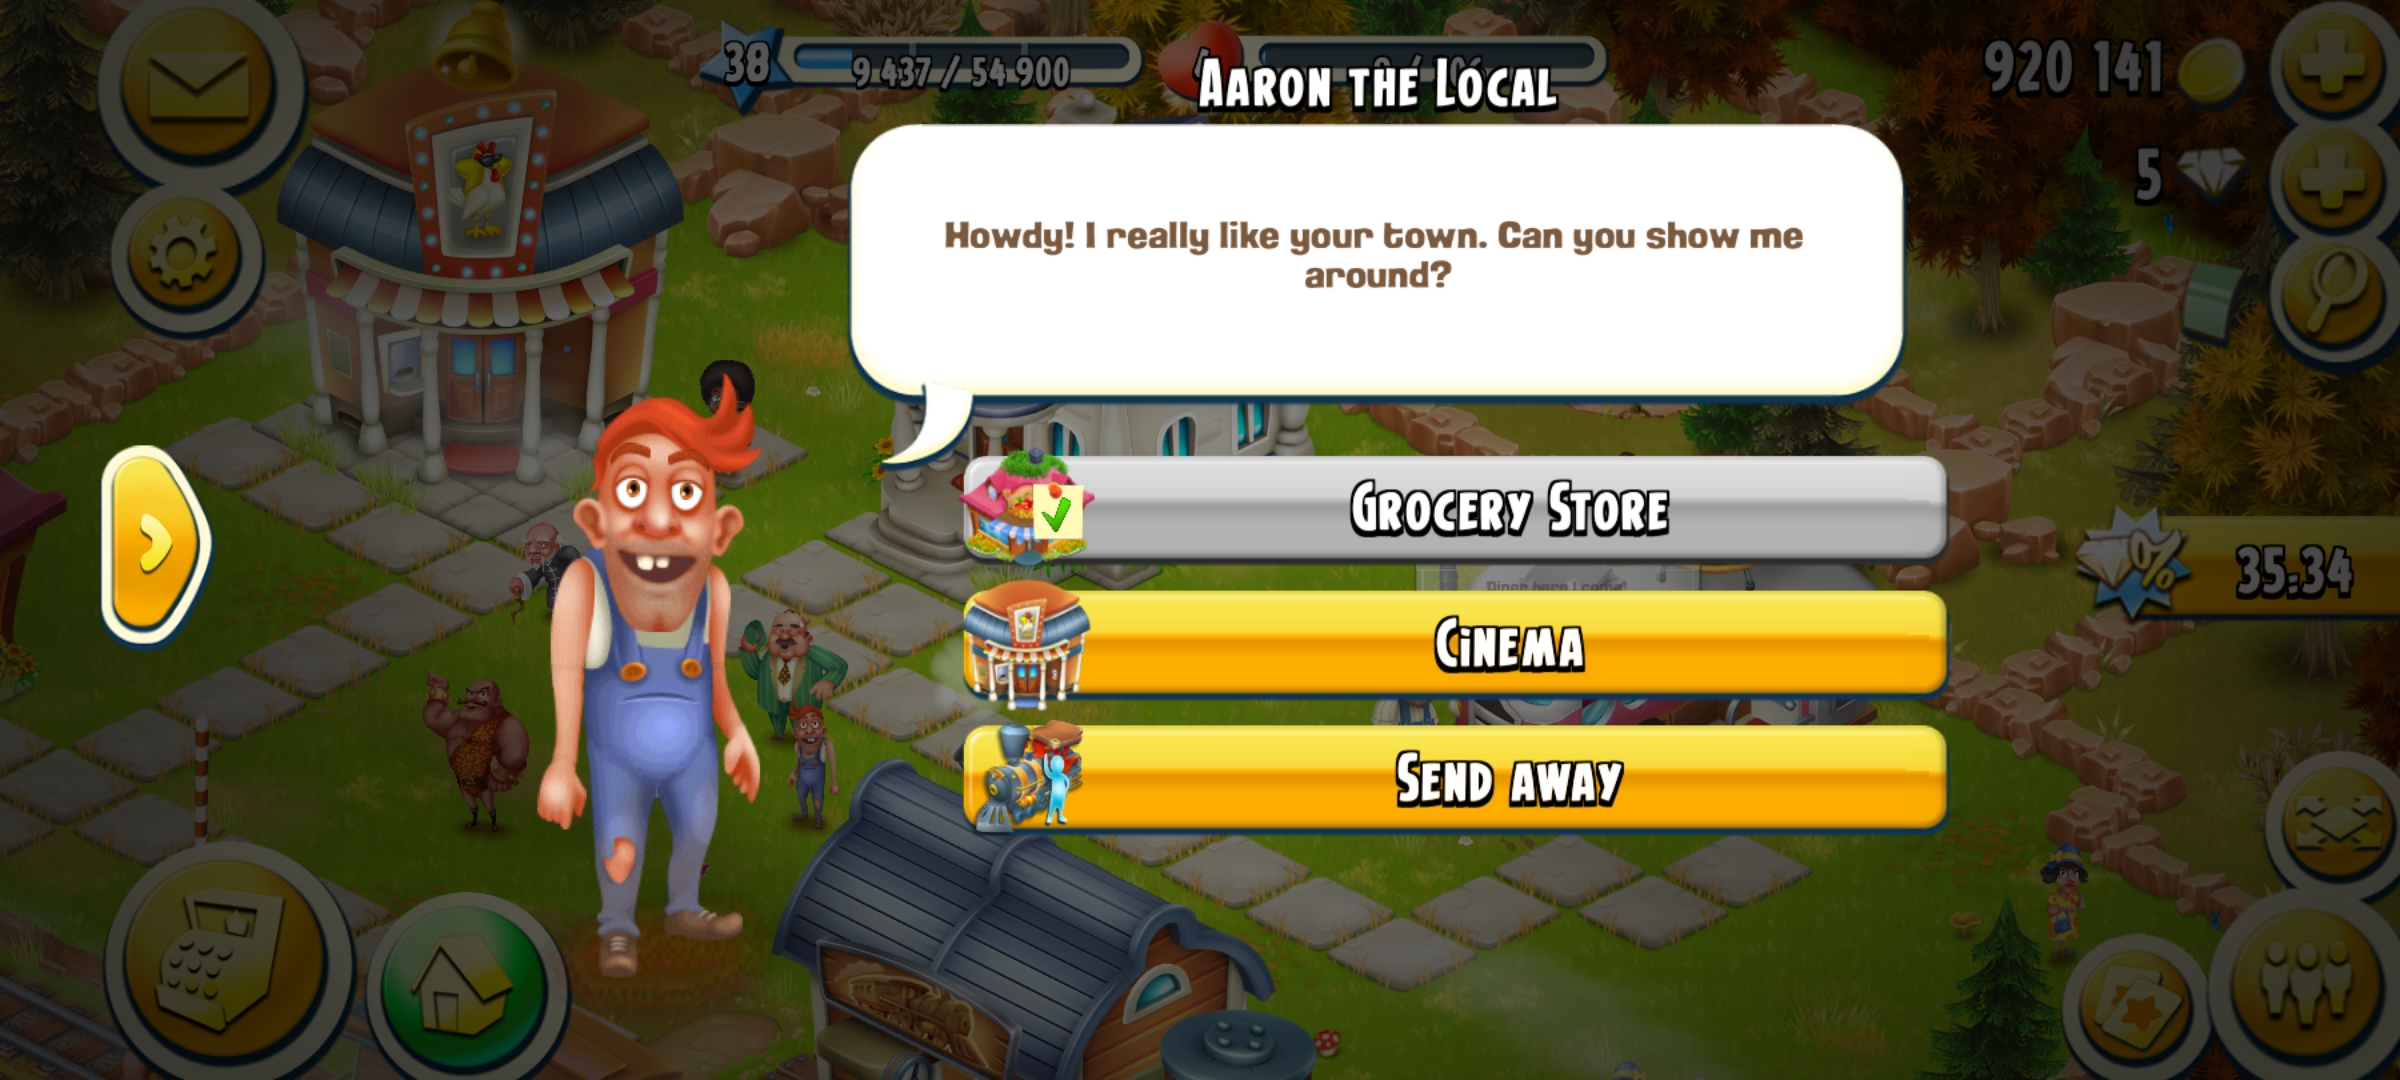 38
9 437 / 54 900
920 141
AARON THE LOCAL
5
Howdy! I really like your town. Can you show me
around?
GROCERY STORE
35:34
CINEMA
SEND AWAY